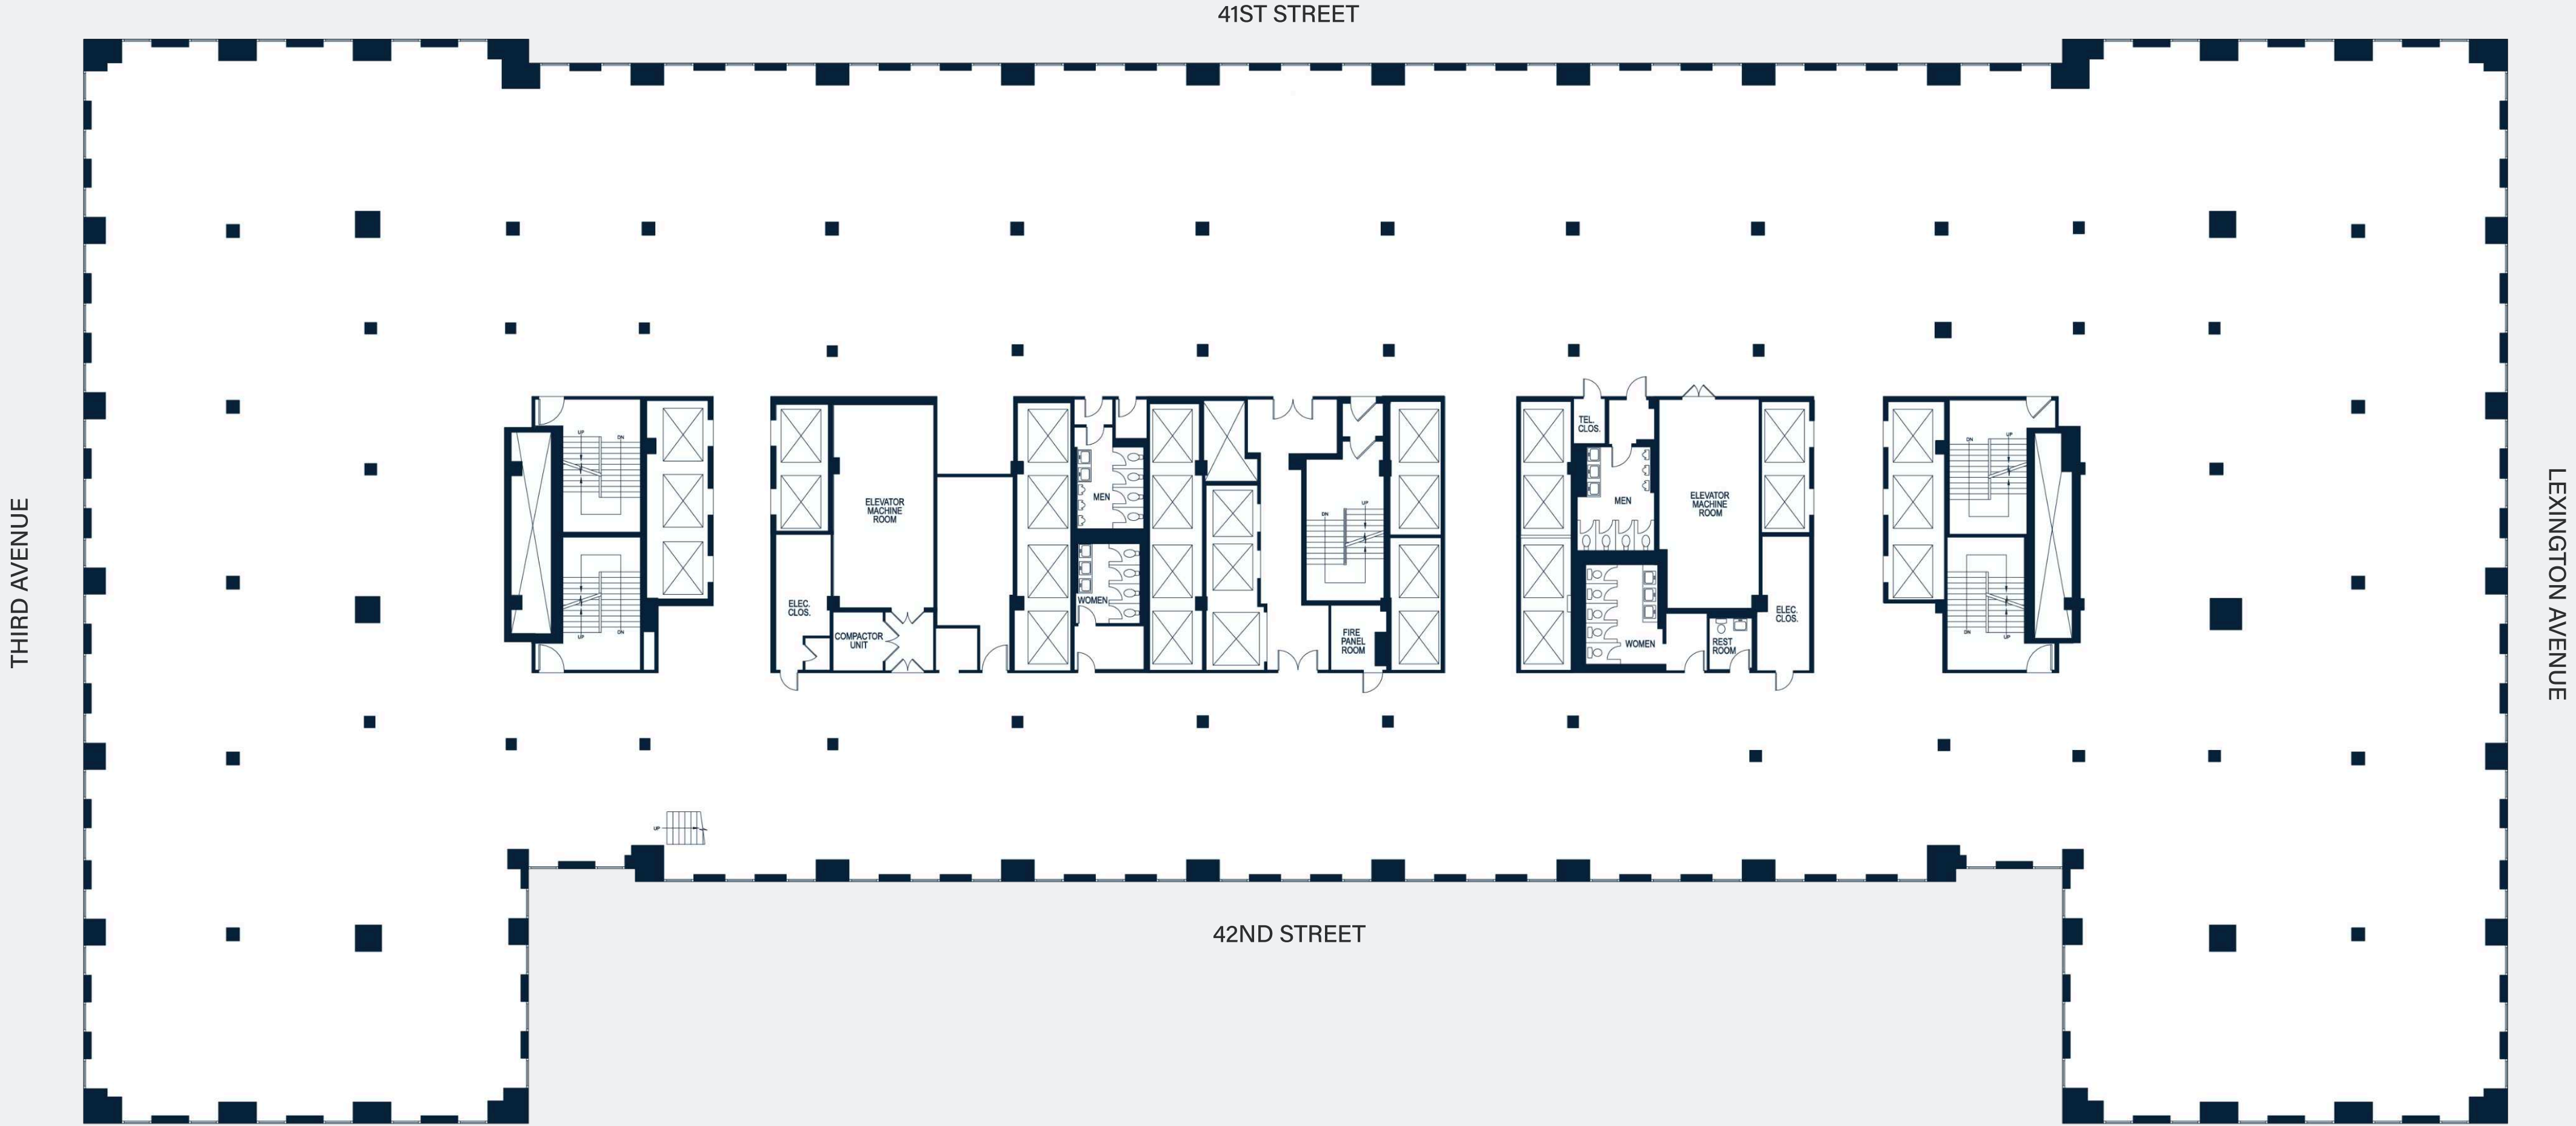 41ST STREET
THIRD AVENUE
LEXINGTON AVENUE
UP
DN
UP
DN
ELEC.
CLOS.
ELEVATOR
MACHINE
ROOM
COMPACTOR
UNIT
MEN
WOMEN
DN
UP
FIRE
PANEL
ROOM
TEL.
CLOS.
MEN
WOMEN
ELEVATOR
MACHINE
ROOM
REST
ROOM
ELEC.
CLOS.
DN
UP
DN
UP
UP
42ND STREET